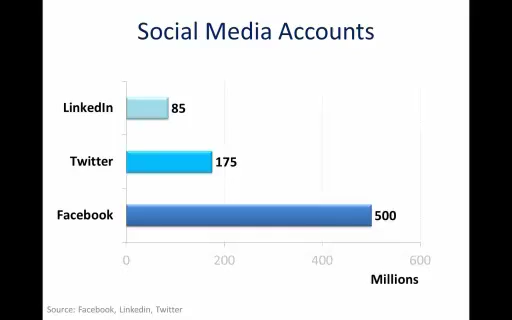 Social Media Accounts
LinkedIn 85
Twitter 175
Facebook 500
0 200 400 600
Millions
Source: Facebook, Linkedin, Twitter